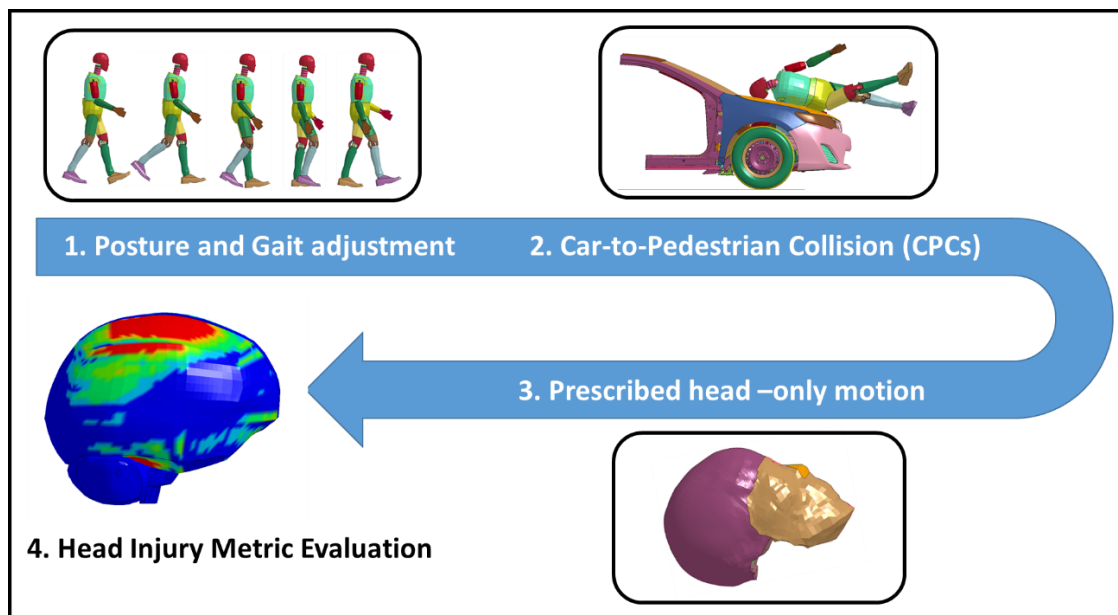 1. Posture and Gait adjustment
2. Car-to-Pedestrian Collision (CPCs)
3. Prescribed head –only motion
4. Head Injury Metric Evaluation